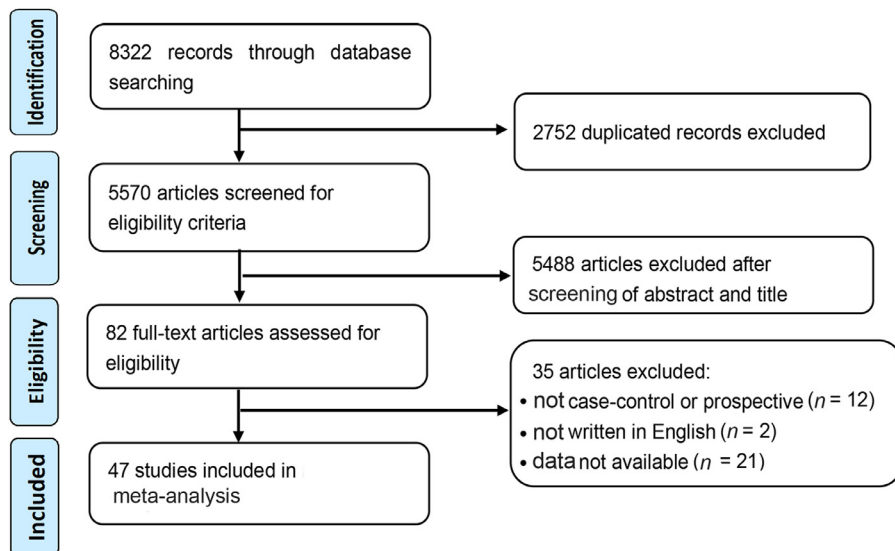 Identification
8322 records through database
searching
2752 duplicated records excluded
Screening
5570 articles screened for
eligibility criteria
5488 articles excluded after
screening of abstract and title
Eligibility
82 full-text articles assessed for
eligibility
35 articles excluded:
• not case-control or prospective (n = 12)
• not written in English (n = 2)
• data not available (n = 21)
Included
47 studies included in
meta-analysis